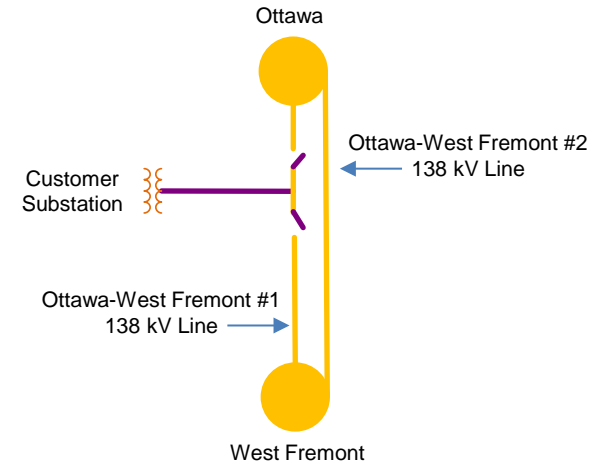 Ottawa
Ottawa-West Fremont #2
138 kV Line
Customer
Substation
Ottawa-West Fremont #1
138 kV Line
West Fremont